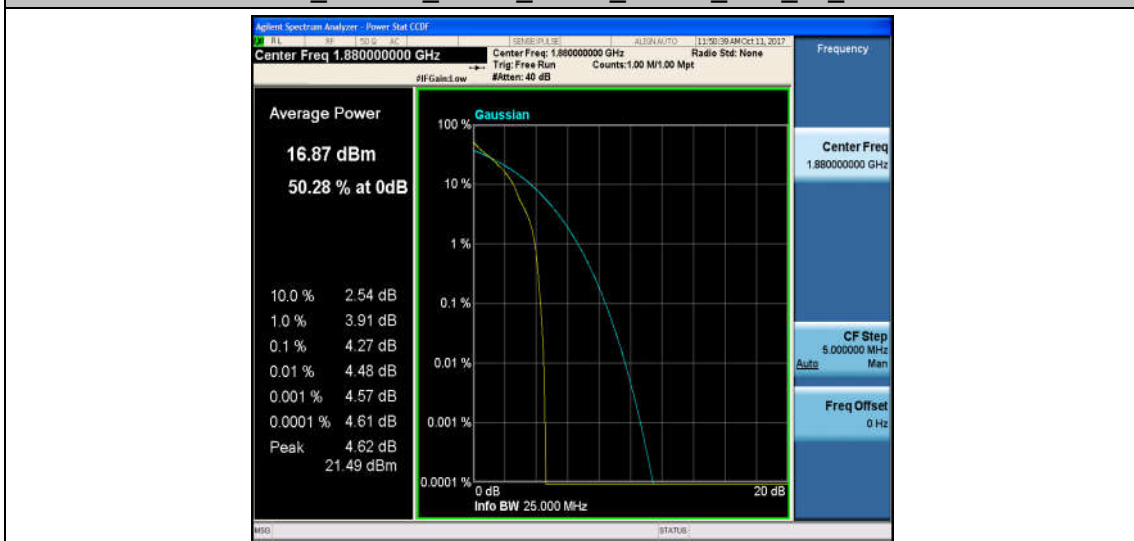 Agilent Spectrum Analyzer - Power Stat CCDF
RL RF 50 Ω AC SENSE:PULSE ALIGN AUTO 11:50:39 AM Oct 11, 2017
Center Freq 1.880000000 GHz
Center Freq: 1.880000000 GHz Radio Std: None
Trig: Free Run Counts:1.00 M/1.00 Mpt
#IFGain:Low #Atten: 40 dB
Frequency
Average Power
16.87 dBm
50.28 % at 0dB
10.0 % 2.54 dB
1.0 % 3.91 dB
0.1 % 4.27 dB
0.01 % 4.48 dB
0.001 % 4.57 dB
0.0001 % 4.61 dB
Peak 4.62 dB
21.49 dBm
Gaussian
100 %
10 %
1 %
0.1 %
0.01 %
0.001 %
0.0001 %
0 dB 20 dB
Info BW 25.000 MHz
Center Freq
1.880000000 GHz
CF Step
5.000000 MHz
Auto Man
Freq Offset
0 Hz
MSG STATUS